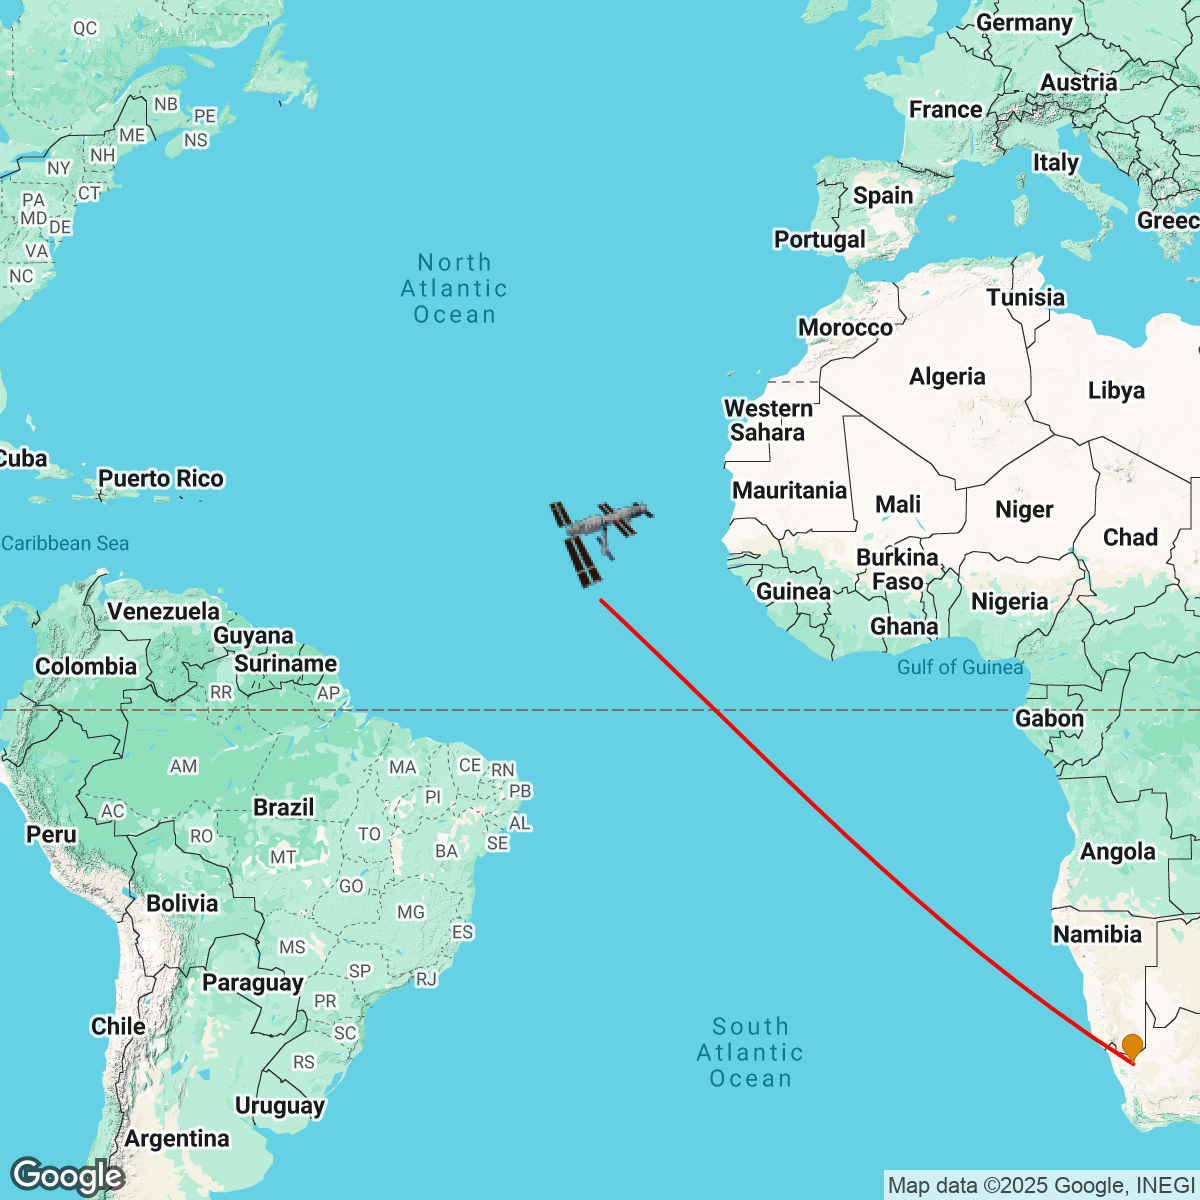 QC
Germany
Austria
NB
PE
France
ME
NS
NH
Italy
NY
CT
Spain
PA
MD
DE
Greec
Portugal
VA
North
Atlantic
Ocean
NC
Tunisia
Morocco
Algeria
Libya
Western
Sahara
Cuba
Puerto Rico
Mauritania
Mali
Niger
Chad
Caribbean Sea
Burkina
Faso
Guinea
Nigeria
Venezuela
Ghana
Guyana
Colombia
Suriname
Gulf of Guinea
RR
AP
Gabon
AM
MA
CE
RN
PI
PB
AC
Brazil
AL
Peru
RO
TO
SE
MT
BA
Angola
GO
Bolivia
MG
ES
Namibia
MS
SP
RJ
Paraguay
PR
Chile
SC
South
Atlantic
Ocean
RS
Uruguay
Argentina
Google
Map data ©2025 Google, INEGI